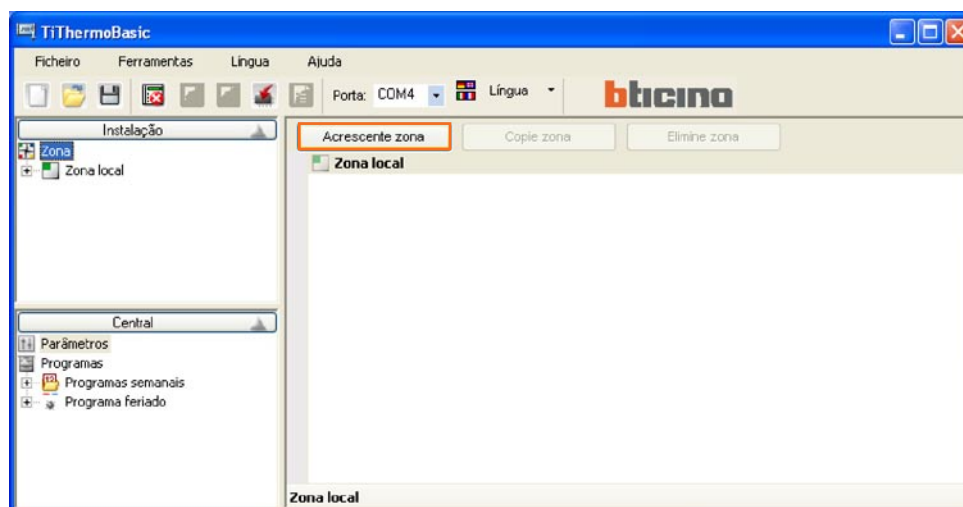 TiThermoBasic
Ficheiro Ferramentas Lingua Ajuda
Porta: COM4 Língua bticino
Instalação
Zona
Zona local
Acrescente zona Copie zona Elimine zona
Zona local
Central
Parâmetros
Programas
Programas semanais
Programa feriado
Zona local